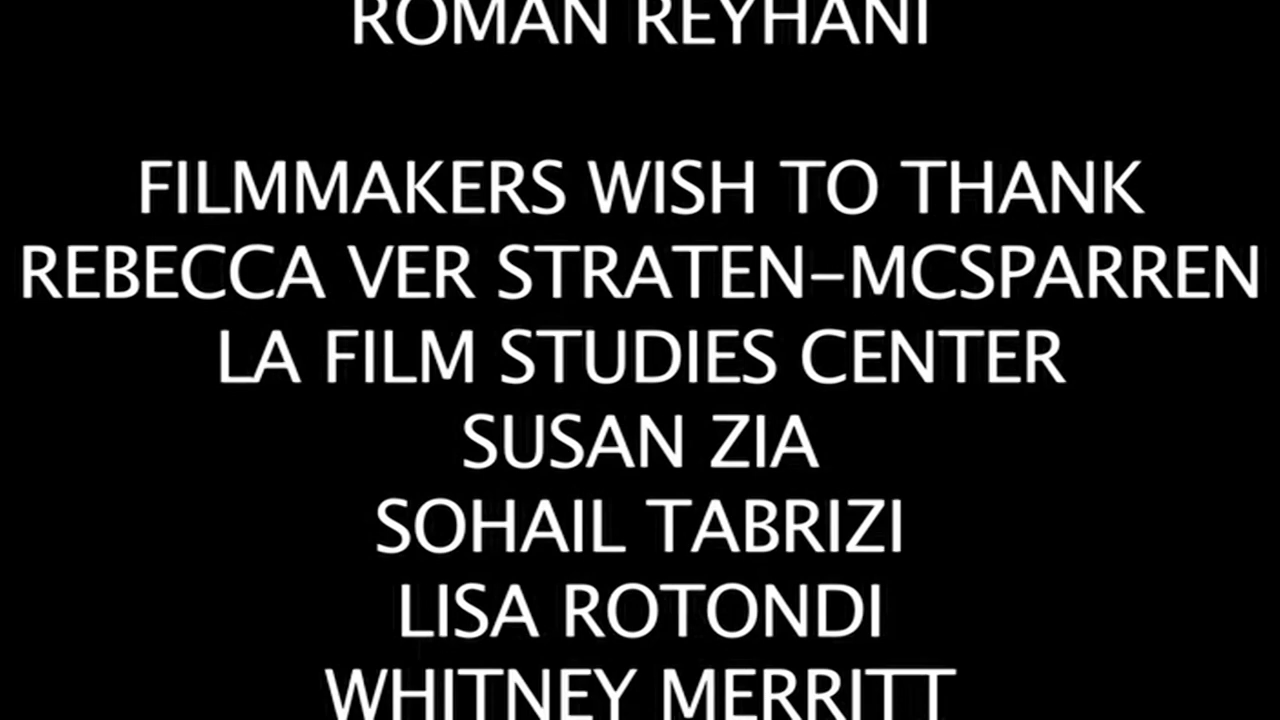 ROMAN REYHANI
FILMMAKERS WISH TO THANK
REBECCA VER STRATEN-MCSPARREN
LA FILM STUDIES CENTER
SUSAN ZIA
SOHAIL TABRIZI
LISA ROTONDI
WHITNEY MERRITT